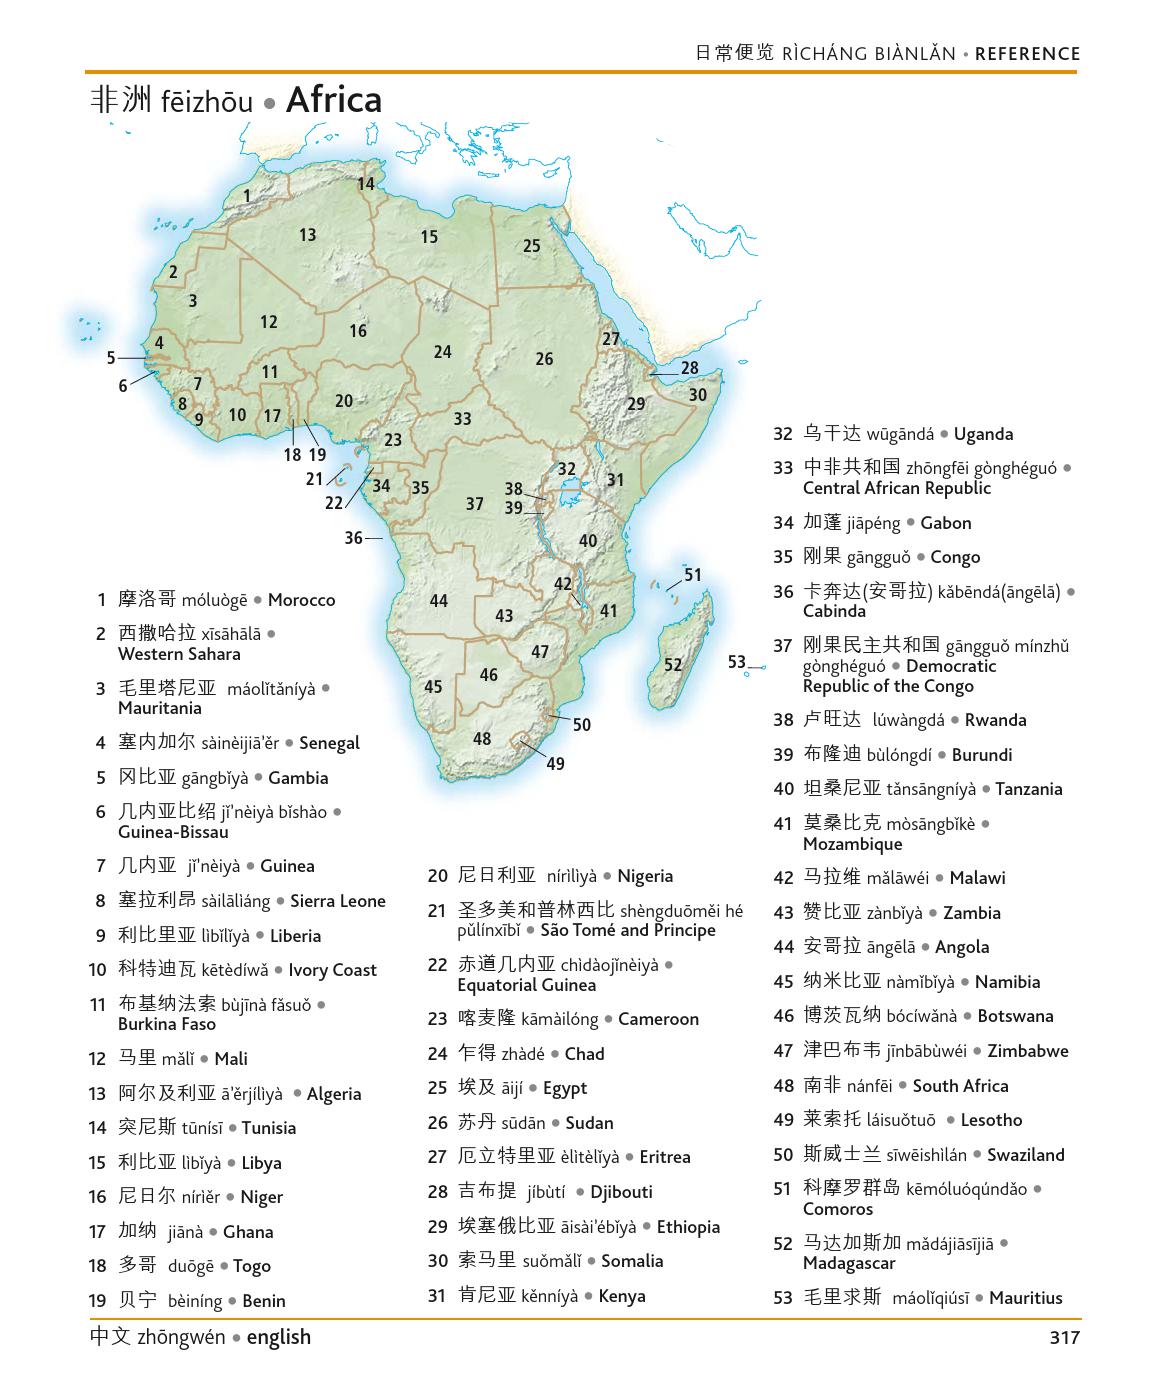 日常便览 RÌCHÁNG BIÀNLǍN • REFERENCE
非洲 fēizhōu • Africa
1
14
13
15
25
2
3
12
16
24
26
27
28
4
5
6
7
8
9
10
11
17
20
33
29
30
23
18 19
21
22
34
35
37
38
39
32
31
36
40
42
41
51
44
43
47
52
53
45
46
50
48
49
1 摩洛哥 móluògē • Morocco
2 西撒哈拉 xīsāhālā •
Western Sahara
3 毛里塔尼亚 máolǐtǎníyà •
Mauritania
4 塞内加尔 sàinèijiā’ěr • Senegal
5 冈比亚 gāngbǐyà • Gambia
6 几内亚比绍 jǐ’nèiyà bǐshào •
Guinea-Bissau
7 几内亚 jǐ’nèiyà • Guinea
8 塞拉利昂 sàilālìáng • Sierra Leone
9 利比里亚 lìbǐlǐyà • Liberia
10 科特迪瓦 kētèdíwǎ • Ivory Coast
11 布基纳法索 bùjīnà fǎsuǒ •
Burkina Faso
12 马里 mǎlǐ • Mali
13 阿尔及利亚 ā’ěrjílìyà • Algeria
14 突尼斯 tūnísī • Tunisia
15 利比亚 lìbǐyà • Libya
16 尼日尔 nírìěr • Niger
17 加纳 jiānà • Ghana
18 多哥 duōgē • Togo
19 贝宁 bèiníng • Benin
20 尼日利亚 nírìlìyà • Nigeria
21 圣多美和普林西比 shèngduōměi hé
pǔlínxībǐ • São Tomé and Principe
22 赤道几内亚 chìdàojǐnèiyà •
Equatorial Guinea
23 喀麦隆 kāmàilóng • Cameroon
24 乍得 zhàdé • Chad
25 埃及 āijí • Egypt
26 苏丹 sūdān • Sudan
27 厄立特里亚 èlìtèlǐyà • Eritrea
28 吉布提 jíbùtí • Djibouti
29 埃塞俄比亚 āisài’ébǐyà • Ethiopia
30 索马里 suǒmǎlǐ • Somalia
31 肯尼亚 kěnníyà • Kenya
32 乌干达 wūgāndá • Uganda
33 中非共和国 zhōngfēi gònghéguó •
Central African Republic
34 加蓬 jiāpéng • Gabon
35 刚果 gāngguǒ • Congo
36 卡奔达(安哥拉) kǎbēndá(āngēlā) •
Cabinda
37 刚果民主共和国 gāngguǒ mínzhǔ
gònghéguó • Democratic
Republic of the Congo
38 卢旺达 lúwàngdá • Rwanda
39 布隆迪 bùlóngdí • Burundi
40 坦桑尼亚 tǎnsāngníyà • Tanzania
41 莫桑比克 mòsāngbǐkè •
Mozambique
42 马拉维 mǎlāwéi • Malawi
43 赞比亚 zànbǐyà • Zambia
44 安哥拉 āngēlā • Angola
45 纳米比亚 nàmǐbǐyà • Namibia
46 博茨瓦纳 bócíwǎnà • Botswana
47 津巴布韦 jīnbābùwéi • Zimbabwe
48 南非 nánfēi • South Africa
49 莱索托 láisuǒtuō • Lesotho
50 斯威士兰 sīwēishìlán • Swaziland
51 科摩罗群岛 kēmóluóqúndǎo •
Comoros
52 马达加斯加 mǎdájiāsījiā •
Madagascar
53 毛里求斯 máolǐqiúsī • Mauritius
中文 zhōngwén • english
317